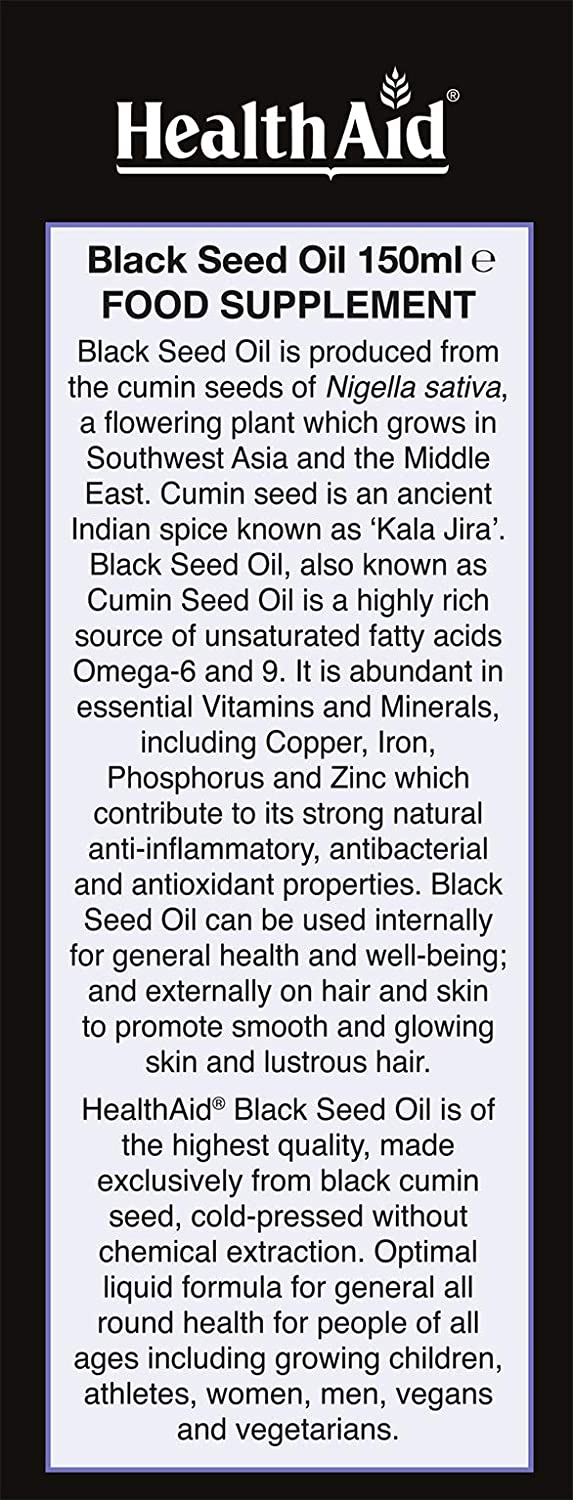 HealthAid®
Black Seed Oil 150ml ℮
FOOD SUPPLEMENT
Black Seed Oil is produced from
the cumin seeds of Nigella sativa,
a flowering plant which grows in
Southwest Asia and the Middle
East. Cumin seed is an ancient
Indian spice known as ‘Kala Jira’.
Black Seed Oil, also known as
Cumin Seed Oil is a highly rich
source of unsaturated fatty acids
Omega-6 and 9. It is abundant in
essential Vitamins and Minerals,
including Copper, Iron,
Phosphorus and Zinc which
contribute to its strong natural
anti-inflammatory, antibacterial
and antioxidant properties. Black
Seed Oil can be used internally
for general health and well-being;
and externally on hair and skin
to promote smooth and glowing
skin and lustrous hair.
HealthAid® Black Seed Oil is of
the highest quality, made
exclusively from black cumin
seed, cold-pressed without
chemical extraction. Optimal
liquid formula for general all
round health for people of all
ages including growing children,
athletes, women, men, vegans
and vegetarians.